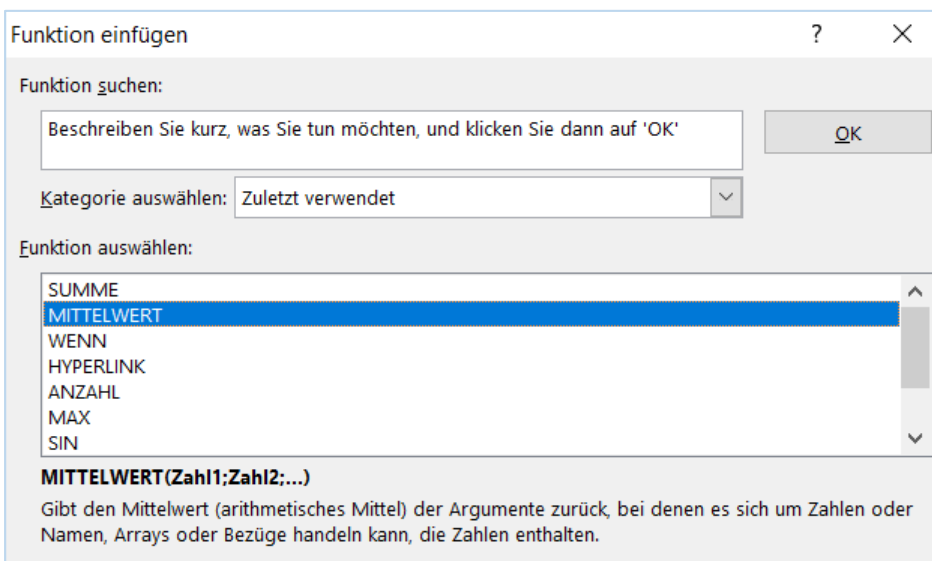 Funktion einfügen ?
Funktion suchen:
Beschreiben Sie kurz, was Sie tun möchten, und klicken Sie dann auf 'OK'
OK
Kategorie auswählen: Zuletzt verwendet
Funktion auswählen:
SUMME
MITTELWERT
WENN
HYPERLINK
ANZAHL
MAX
SIN
MITTELWERT(Zahl1;Zahl2;...)
Gibt den Mittelwert (arithmetisches Mittel) der Argumente zurück, bei denen es sich um Zahlen oder
Namen, Arrays oder Bezüge handeln kann, die Zahlen enthalten.